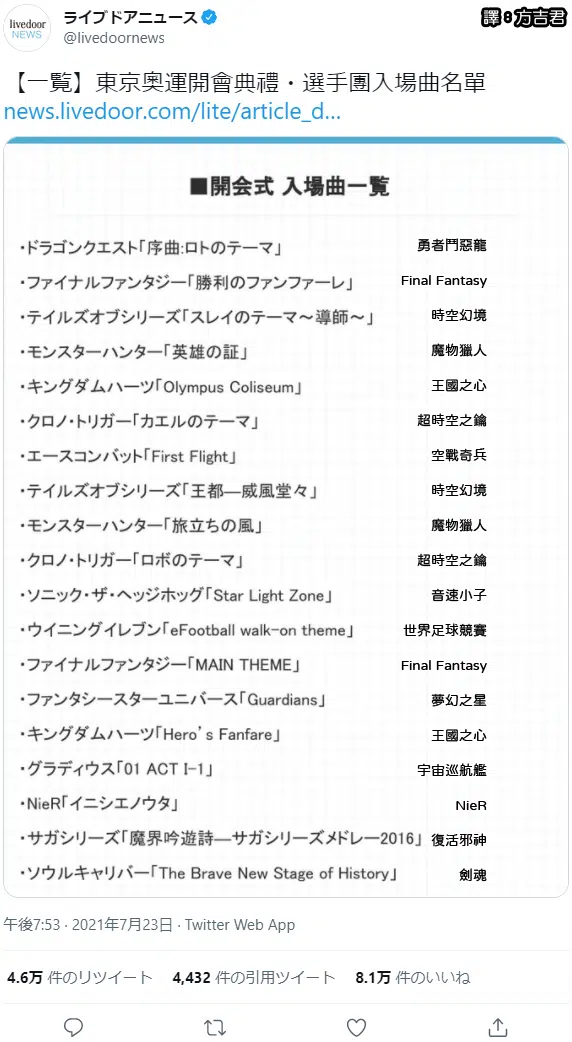 livedoor
NEWS
ライブドアニュース
@livedoornews
譯8方吉君
【一覧】東京奧運開會典禮・選手團入場曲名單
news.livedoor.com/lite/article_d...
■開会式 入場曲一覧
・ドラゴンクエスト「序曲:ロトのテーマ」 勇者鬥惡龍
・ファイナルファンタジー「勝利のファンファーレ」 Final Fantasy
・テイルズオブシリーズ「スレイのテーマ～導師～」 時空幻境
・モンスターハンター「英雄の証」 魔物獵人
・キングダムハーツ「Olympus Coliseum」 王國之心
・クロノ・トリガー「カエルのテーマ」 超時空之鑰
・エースコンバット「First Flight」 空戰奇兵
・テイルズオブシリーズ「王都―威風堂々」 時空幻境
・モンスターハンター「旅立ちの風」 魔物獵人
・クロノ・トリガー「ロボのテーマ」 超時空之鑰
・ソニック・ザ・ヘッジホッグ「Star Light Zone」 音速小子
・ウイニングイレブン「eFootball walk-on theme」 世界足球競賽
・ファイナルファンタジー「MAIN THEME」 Final Fantasy
・ファンタシースターユニバース「Guardians」 夢幻之星
・キングダムハーツ「Hero's Fanfare」 王國之心
・グラディウス「01 ACT I-1」 宇宙巡航艦
・NieR「イニシエノウタ」 NieR
・サガシリーズ「魔界吟遊詩―サガシリーズメドレー2016」 復活邪神
・ソウルキャリバー「The Brave New Stage of History」 劍魂
午後7:53 · 2021年7月23日 · Twitter Web App
4.6万 件のリツイート 4,432 件の引用ツイート 8.1万 件のいいね